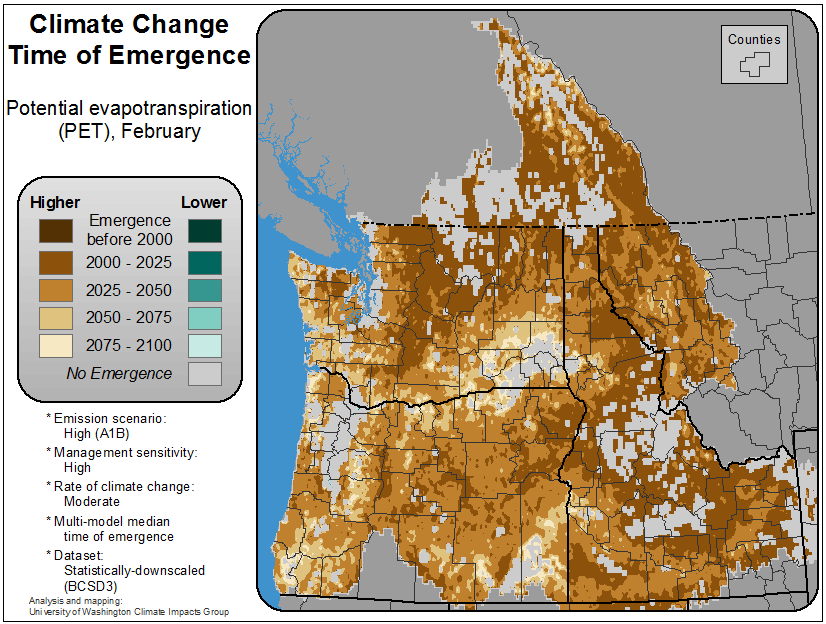 Climate Change
Time of Emergence
Potential evapotranspiration
(PET), February
Counties
Higher
Lower
Emergence
before 2000
2000 - 2025
2025 - 2050
2050 - 2075
2075 - 2100
No Emergence
* Emission scenario:
High (A1B)
* Management sensitivity:
High
* Rate of climate change:
Moderate
* Multi-model median
time of emergence
* Dataset:
Statistically-downscaled
(BCSD3)
Analysis and mapping:
University of Washington Climate Impacts Group